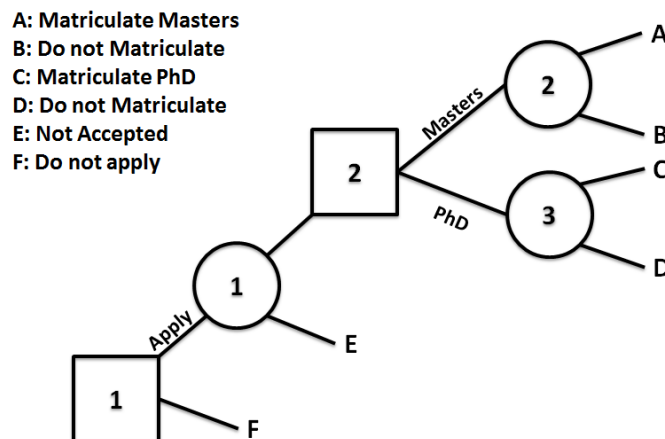 A: Matriculate Masters
B: Do not Matriculate
C: Matriculate PhD
D: Do not Matriculate
E: Not Accepted
F: Do not apply
A
2
Masters
B
2
C
PhD
3
D
1
Apply
E
1
F